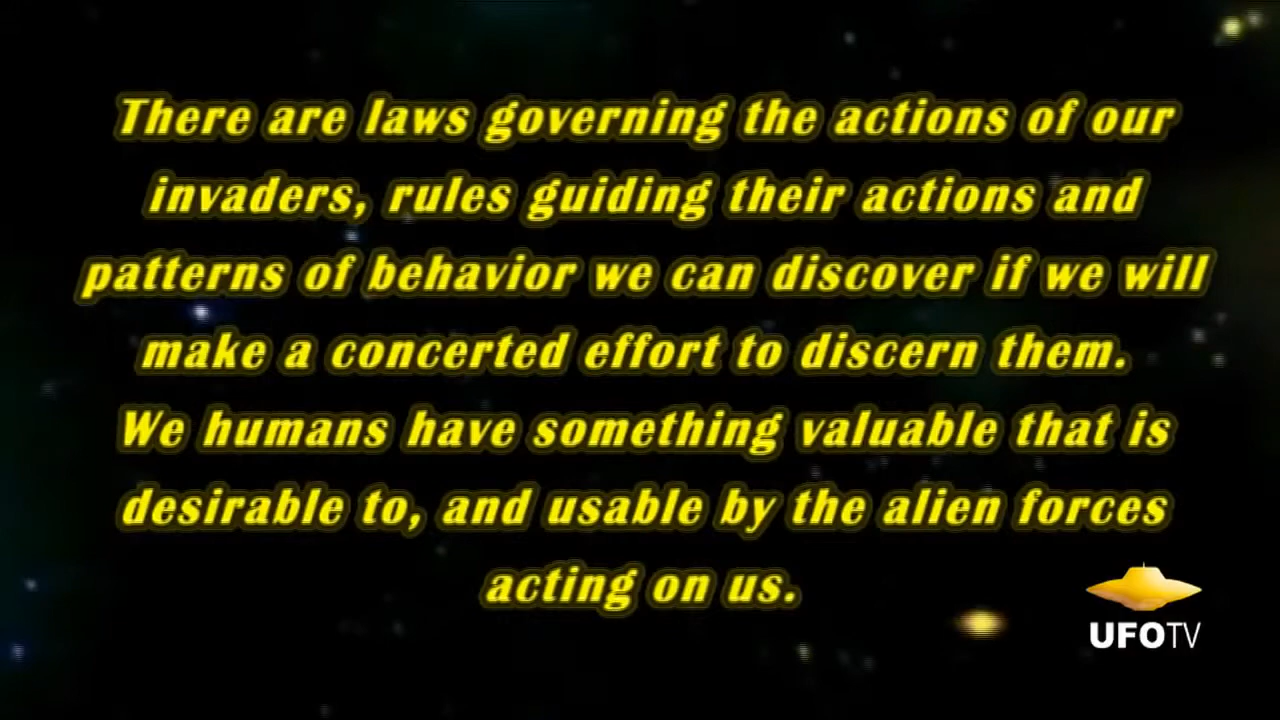 There are laws governing the actions of our
invaders, rules guiding their actions and
patterns of behavior we can discover if we will
make a concerted effort to discern them.
We humans have something valuable that is
desirable to, and usable by the alien forces
acting on us.
UFOTV